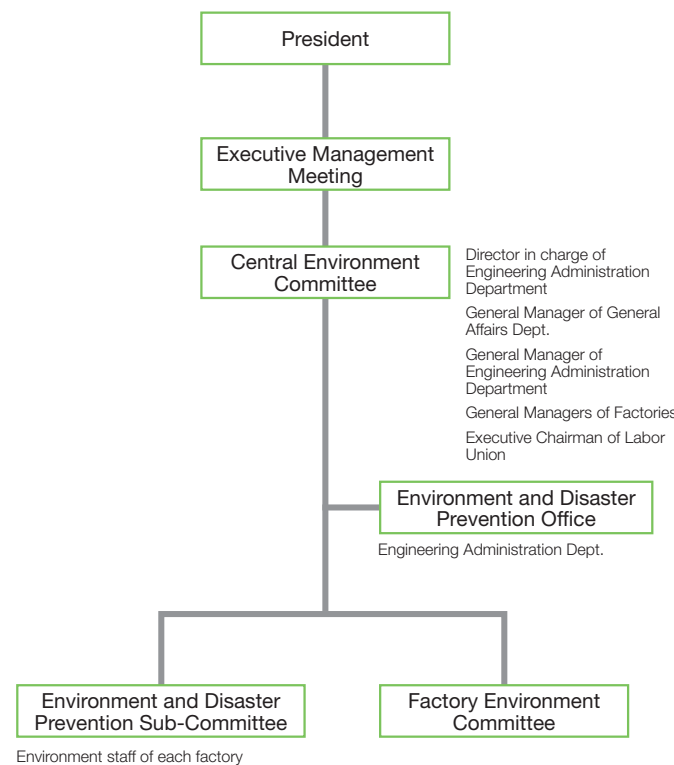 President
Executive Management
Meeting
Central Environment
Committee
Director in charge of
Engineering Administration
Department
General Manager of General
Affairs Dept.
General Manager of
Engineering Administration
Department
General Managers of Factories
Executive Chairman of Labor
Union
Environment and Disaster
Prevention Office
Engineering Administration Dept.
Environment and Disaster
Prevention Sub-Committee
Environment staff of each factory
Factory Environment
Committee